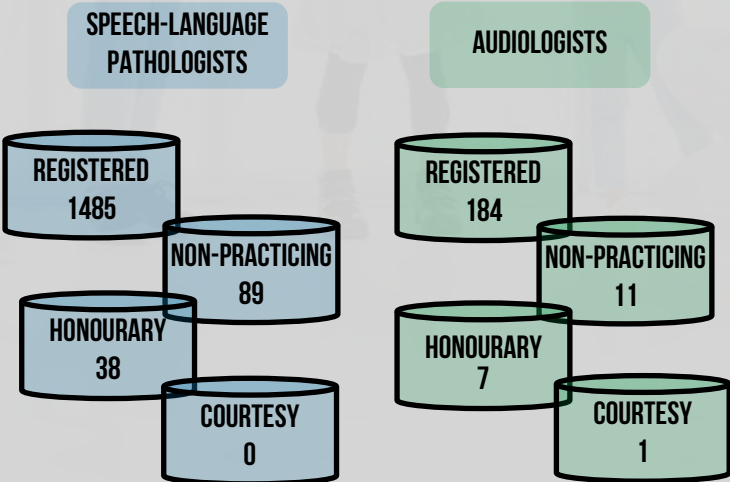 SPEECH-LANGUAGE
PATHOLOGISTS
REGISTERED
1485
NON-PRACTICING
89
HONOURARY
38
COURTESY
0
AUDIOLOGISTS
REGISTERED
184
NON-PRACTICING
11
HONOURARY
7
COURTESY
1